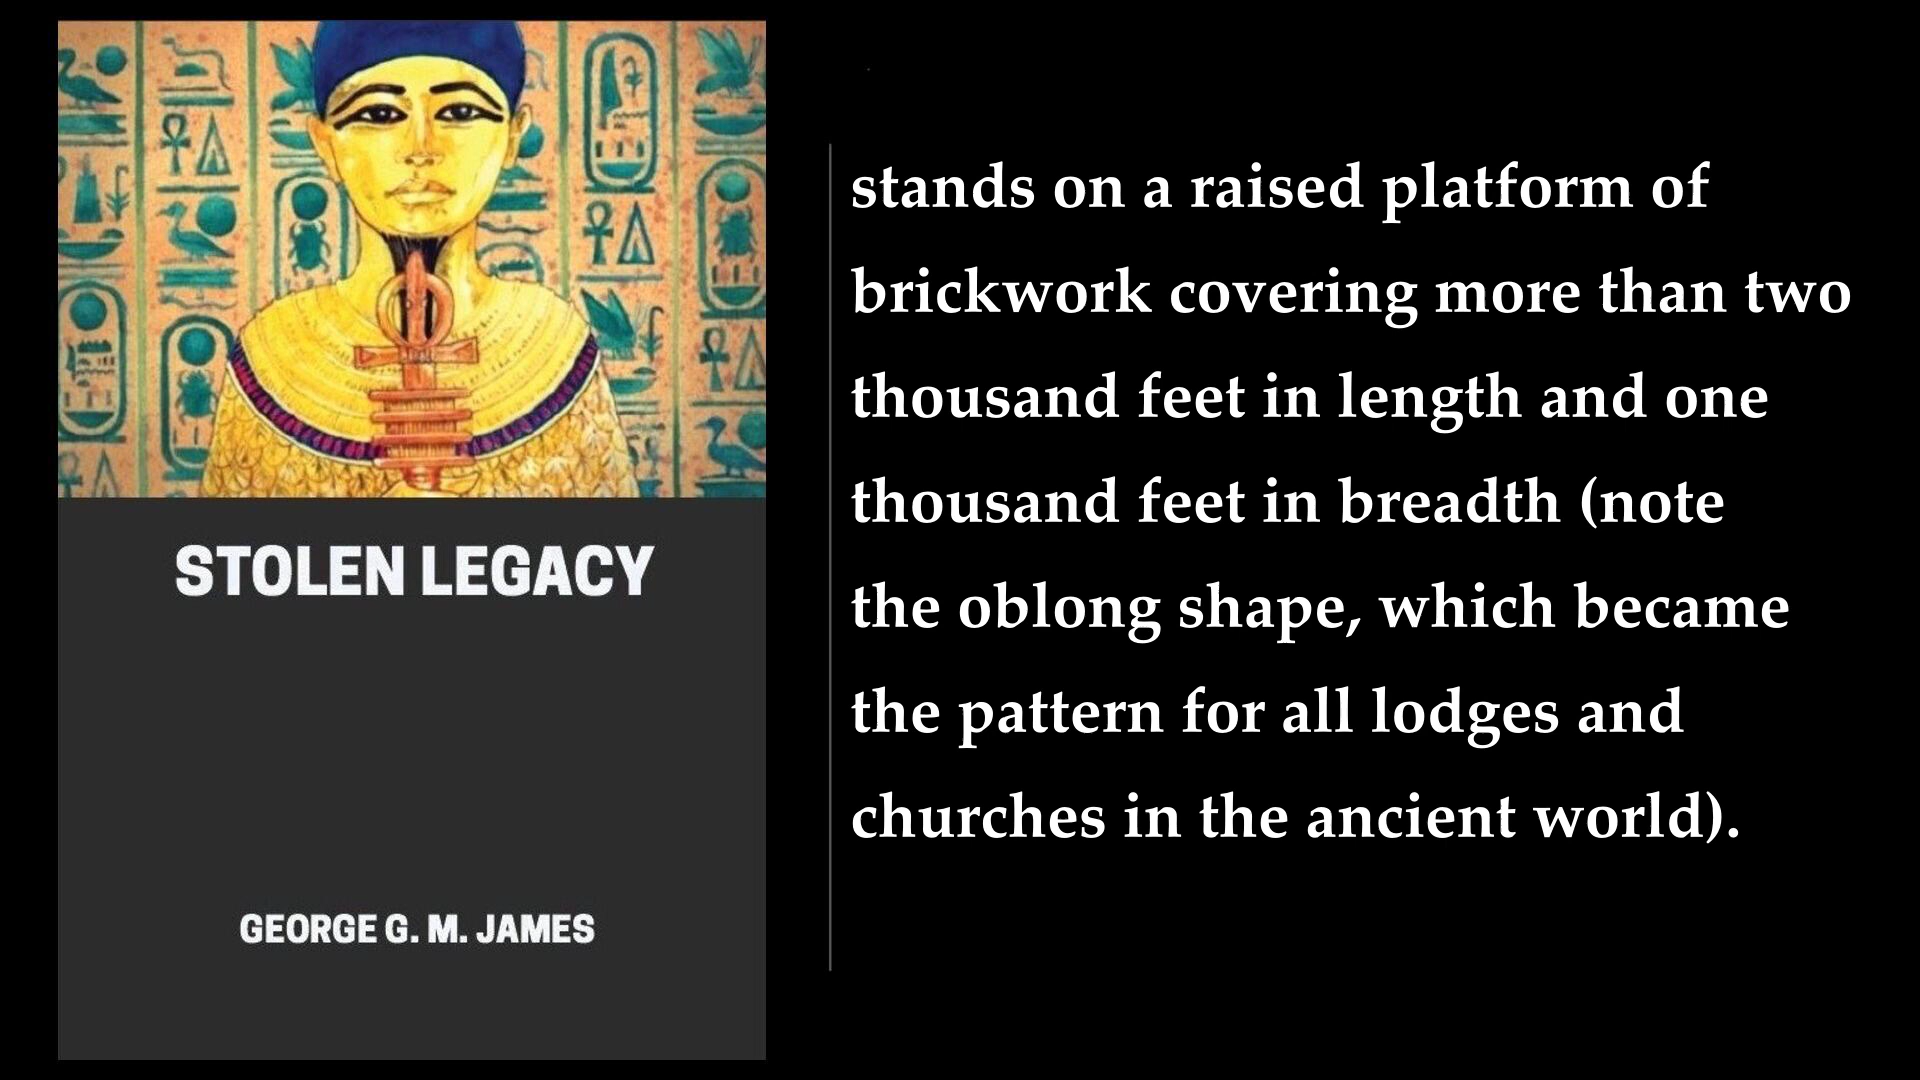 STOLEN LEGACY
GEORGE G. M. JAMES
stands on a raised platform of
brickwork covering more than two
thousand feet in length and one
thousand feet in breadth (note
the oblong shape, which became
the pattern for all lodges and
churches in the ancient world).